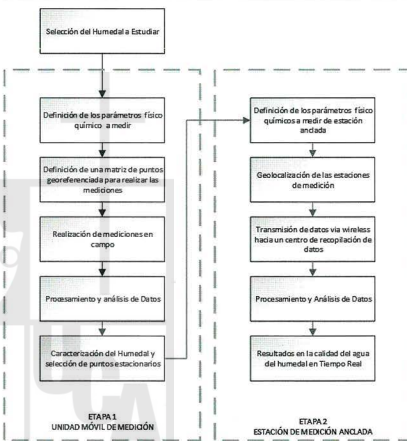 Selección del Humedal a Estudiar
Definición de los parámetros físico
químico a medir
Definición de una matriz de puntos
georeferenciada para realizar las
mediciones
Realización de mediciones en
campo
Procesamiento y análisis de Datos
Caracterización del Humedal y
selección de puntos estacionarios
ETAPA 1
UNIDAD MÓVIL DE MEDICIÓN
Definición de los parámetros físico
químicos a medir de estación
anclada
Geolocalización de las estaciones
de medición
Transmisión de datos via wireless
hacia un centro de recopilación de
datos
Procesamiento y Análisis de Datos
Resultados en la calidad del agua
del humedal en Tiempo Real
ETAPA 2
ESTACIÓN DE MEDICIÓN ANCLADA